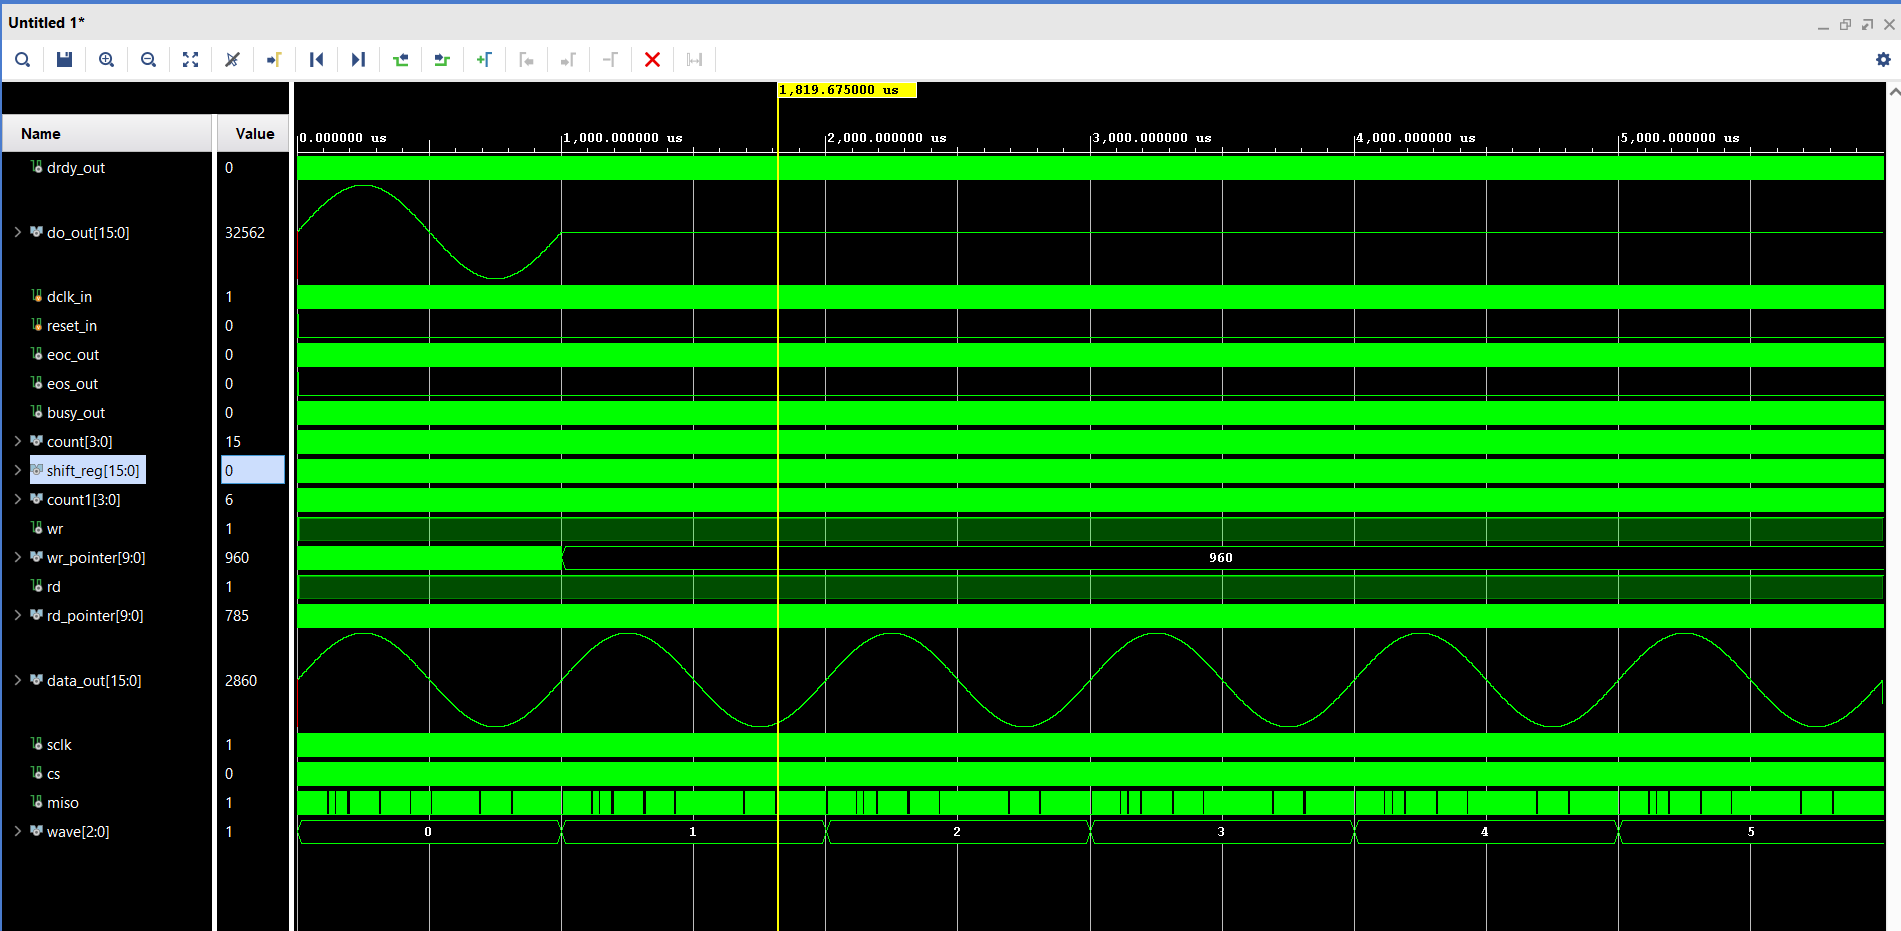 Untitled 1*
1,819.675000 us
Name Value
0.000000 us 1,000.000000 us 2,000.000000 us 3,000.000000 us 4,000.000000 us 5,000.000000 us
drdy_out 0
do_out[15:0] 32562
dclk_in 1
reset_in 0
eoc_out 0
eos_out 0
busy_out 0
count[3:0] 15
shift_reg[15:0] 0
count1[3:0] 6
wr 1
wr_pointer[9:0] 960 960
rd 1
rd_pointer[9:0] 785
data_out[15:0] 2860
sclk 1
cs 0
miso 1
wave[2:0] 1 0 1 2 3 4 5